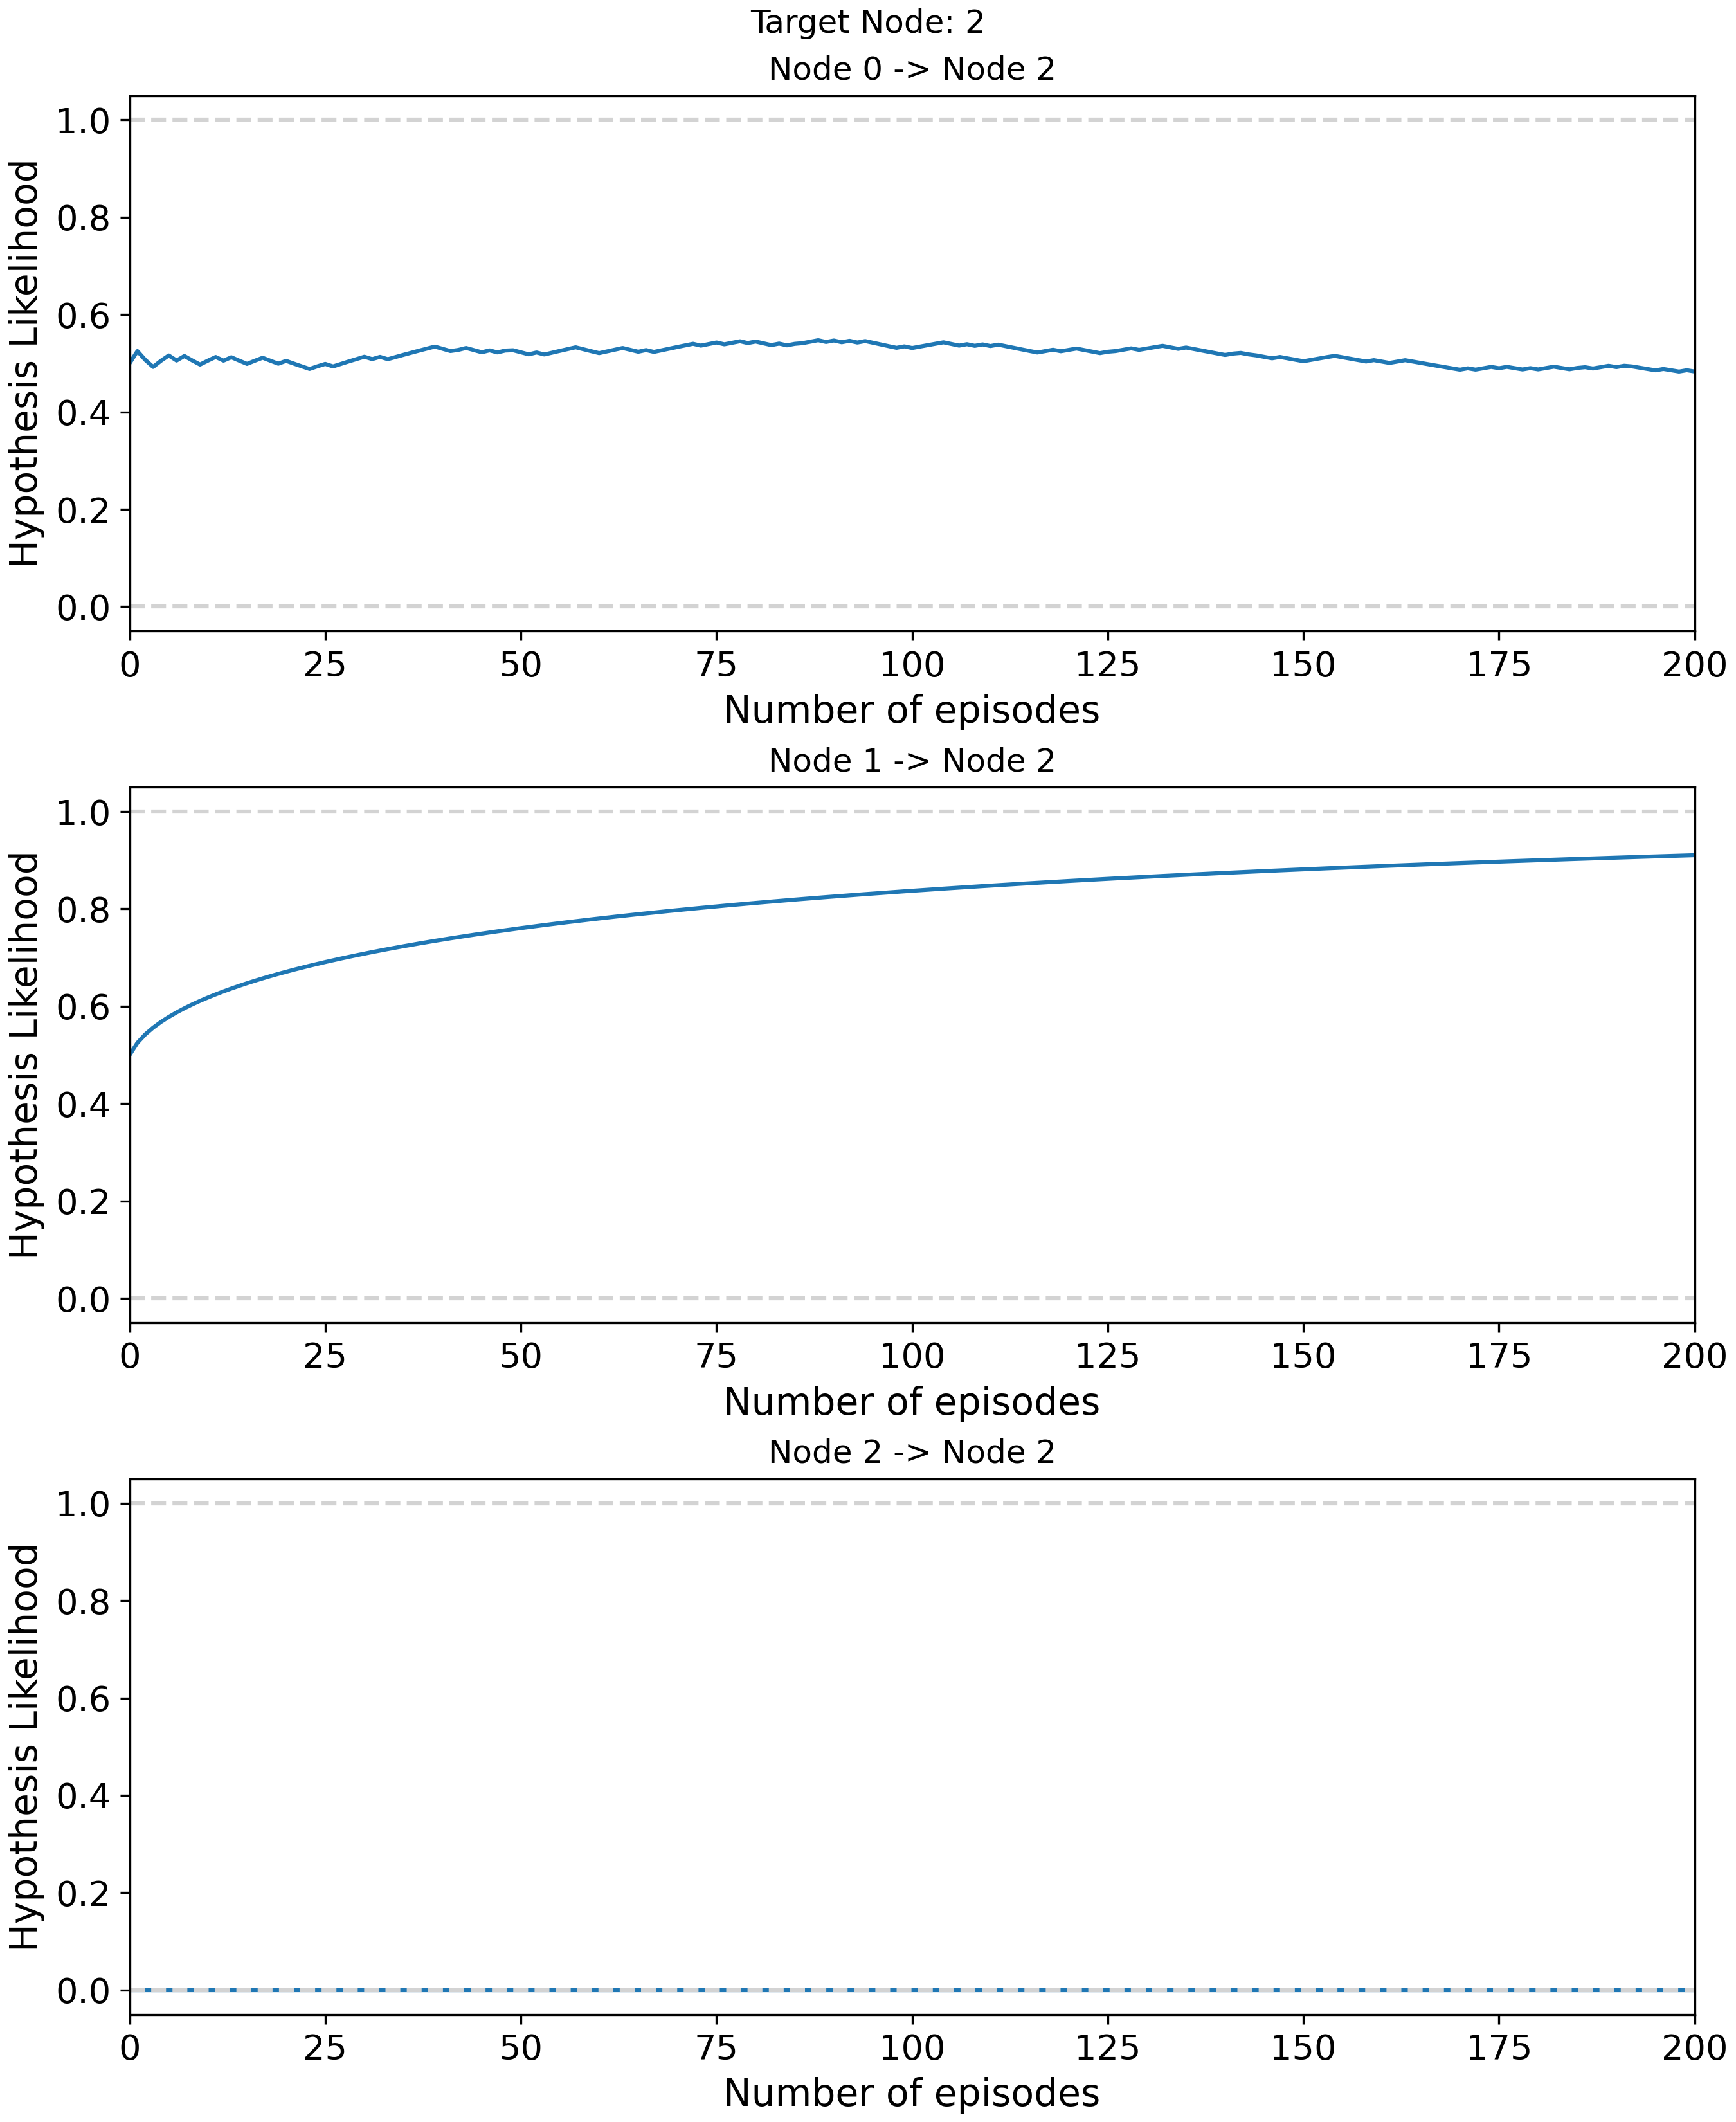 Target Node: 2
Node 0 -> Node 2
Hypothesis Likelihood
1.0
0.8
0.6
0.4
0.2
0.0
0 25 50 75 100 125 150 175 200
Number of episodes
Node 1 -> Node 2
Hypothesis Likelihood
1.0
0.8
0.6
0.4
0.2
0.0
0 25 50 75 100 125 150 175 200
Number of episodes
Node 2 -> Node 2
Hypothesis Likelihood
1.0
0.8
0.6
0.4
0.2
0.0
0 25 50 75 100 125 150 175 200
Number of episodes